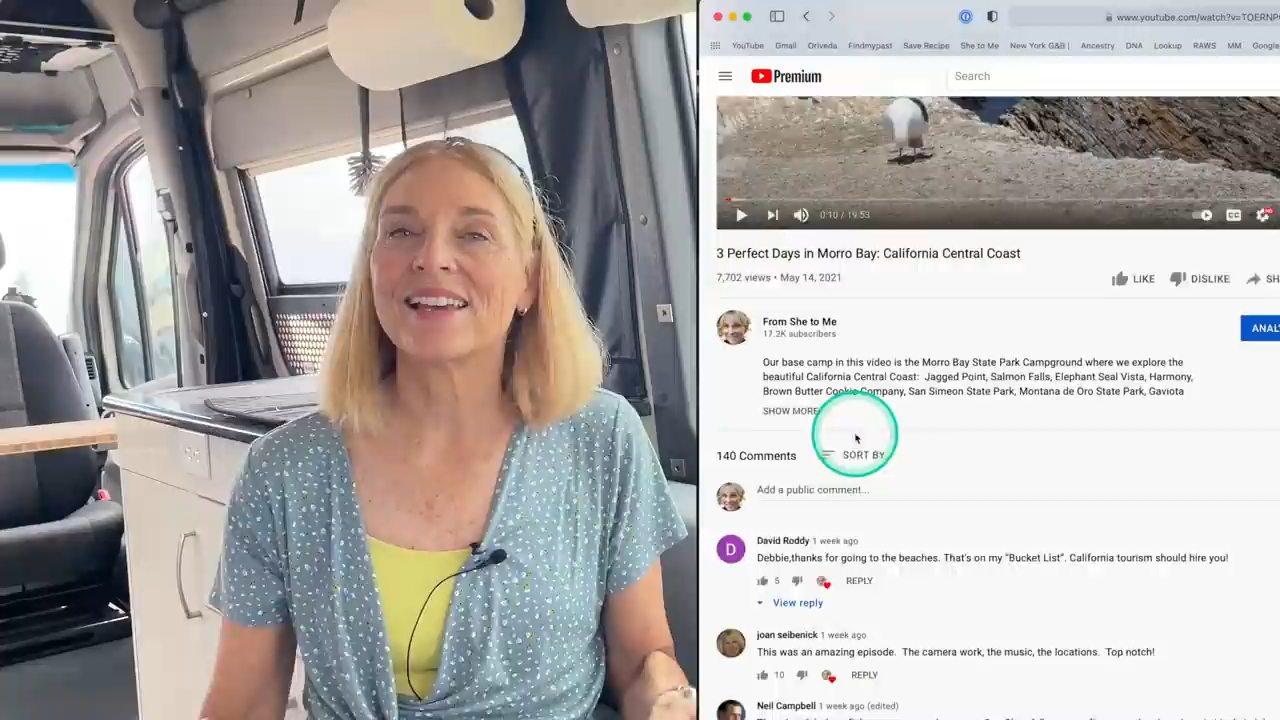 www.youtube.com/watch?v=TOERNP
YouTube Gmail Oriveda Findmypast Save Recipe She to Me New York G&B | Ancestry DNA Lookup RAWS MM Google
Premium
Search
0:10 / 19:53
CC
HD
3 Perfect Days in Morro Bay: California Central Coast
7,702 views • May 14, 2021
LIKE DISLIKE SH
From She to Me
17.2K subscribers
ANALY
Our base camp in this video is the Morro Bay State Park Campground where we explore the
beautiful California Central Coast: Jagged Point, Salmon Falls, Elephant Seal Vista, Harmony,
Brown Butter Cookie Company, San Simeon State Park, Montana de Oro State Park, Gaviota
SHOW MORE
140 Comments SORT BY
Add a public comment...
D
David Roddy 1 week ago
Debbie,thanks for going to the beaches. That's on my "Bucket List". California tourism should hire you!
5 REPLY
View reply
joan seibenick 1 week ago
This was an amazing episode. The camera work, the music, the locations. Top notch!
10 REPLY
Neil Campbell 1 week ago (edited)